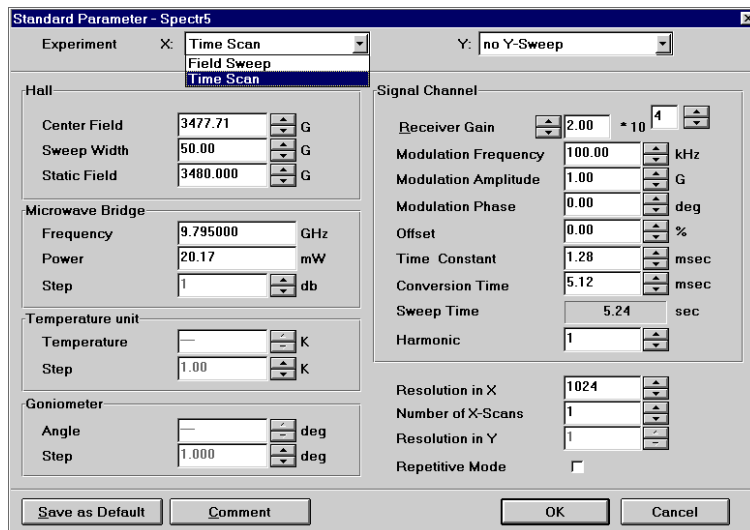 Standard Parameter - Spectr5
Experiment X: Time Scan Y: no Y-Sweep
Field Sweep
Time Scan
Hall
Center Field 3477.71 G
Sweep Width 50.00 G
Static Field 3480.000 G
Microwave Bridge
Frequency 9.795000 GHz
Power 20.17 mW
Step 1 db
Temperature unit
Temperature --- K
Step 1.00 K
Goniometer
Angle --- deg
Step 1.000 deg
Signal Channel
Receiver Gain 2.00 * 10 4
Modulation Frequency 100.00 kHz
Modulation Amplitude 1.00 G
Modulation Phase 0.00 deg
Offset 0.00 %
Time Constant 1.28 msec
Conversion Time 5.12 msec
Sweep Time 5.24 sec
Harmonic 1
Resolution in X 1024
Number of X-Scans 1
Resolution in Y 1
Repetitive Mode
Save as Default Comment OK Cancel